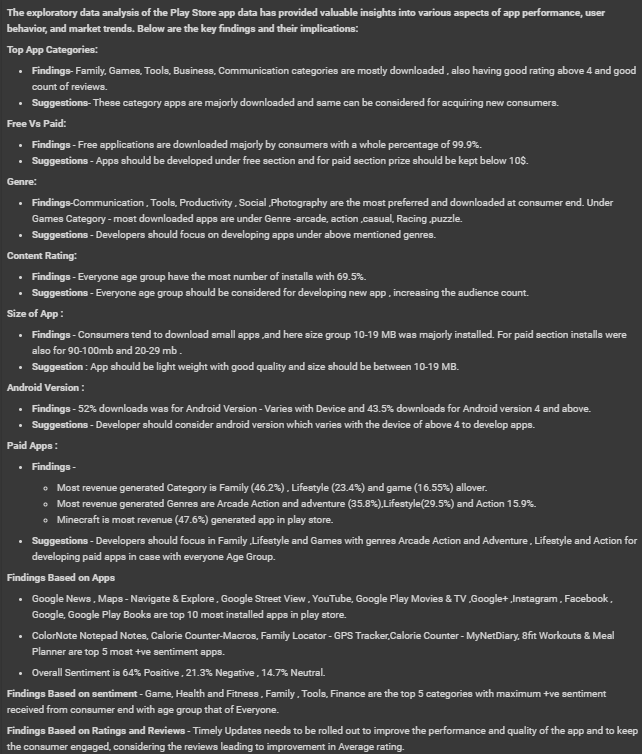 The exploratory data analysis of the Play Store app data has provided valuable insights into various aspects of app performance, user
behavior, and market trends. Below are the key findings and their implications:
Top App Categories:
• Findings- Family, Games, Tools, Business, Communication categories are mostly downloaded , also having good rating above 4 and good
count of reviews.
• Suggestions- These category apps are majorly downloaded and same can be considered for acquiring new consumers.
Free Vs Paid:
• Findings - Free applications are downloaded majorly by consumers with a whole percentage of 99.9%.
• Suggestions - Apps should be developed under free section and for paid section prize should be kept below 10$.
Genre:
• Findings-Communication , Tools, Productivity , Social ,Photography are the most preferred and downloaded at consumer end. Under
Games Category - most downloaded apps are under Genre -arcade, action ,casual, Racing ,puzzle.
• Suggestions - Developers should focus on developing apps under above mentioned genres.
Content Rating:
• Findings - Everyone age group have the most number of installs with 69.5%.
• Suggestions - Everyone age group should be considered for developing new app , increasing the audience count.
Size of App :
• Findings - Consumers tend to download small apps ,and here size group 10-19 MB was majorly installed. For paid section installs were
also for 90-100mb and 20-29 mb .
• Suggestion : App should be light weight with good quality and size should be between 10-19 MB.
Android Version :
• Findings - 52% downloads was for Android Version - Varies with Device and 43.5% downloads for Android version 4 and above.
• Suggestions - Developer should consider android version which varies with the device of above 4 to develop apps.
Paid Apps :
• Findings -
○ Most revenue generated Category is Family (46.2%) , Lifestyle (23.4%) and game (16.55%) allover.
○ Most revenue generated Genres are Arcade Action and adventure (35.8%),Lifestyle(29.5%) and Action 15.9%.
○ Minecraft is most revenue (47.6%) generated app in play store.
• Suggestions - Developers should focus in Family ,Lifestyle and Games with genres Arcade Action and Adventure , Lifestyle and Action for
developing paid apps in case with everyone Age Group.
Findings Based on Apps
• Google News , Maps - Navigate & Explore , Google Street View , YouTube, Google Play Movies & TV ,Google+ ,Instagram , Facebook ,
Google, Google Play Books are top 10 most installed apps in play store.
• ColorNote Notepad Notes, Calorie Counter-Macros, Family Locator - GPS Tracker,Calorie Counter - MyNetDiary, 8fit Workouts & Meal
Planner are top 5 most +ve sentiment apps.
• Overall Sentiment is 64% Positive , 21.3% Negative , 14.7% Neutral.
Findings Based on sentiment - Game, Health and Fitness , Family , Tools, Finance are the top 5 categories with maximum +ve sentiment
received from consumer end with age group that of Everyone.
Findings Based on Ratings and Reviews - Timely Updates needs to be rolled out to improve the performance and quality of the app and to keep
the consumer engaged, considering the reviews leading to improvement in Average rating.